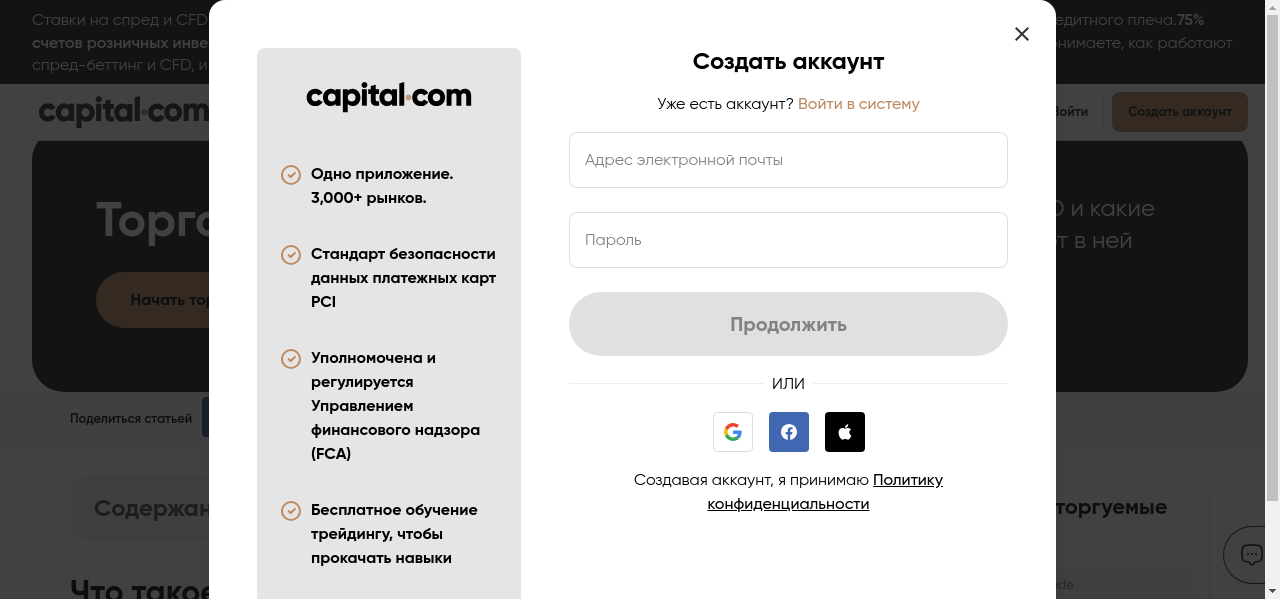 Ставки на спред и CFD
едитного плеча.75%
счетов розничных инве
онимаете, как работают
спред-беттинг и CFD, и
capital.com
Войти
Создать аккаунт
Торго
О и какие
т в ней
Начать тор
Поделиться статьей
Содержан
торгуемые
Что такое
capital.com
Одно приложение.
3,000+ рынков.
Стандарт безопасности
данных платежных карт
PCI
Уполномочена и
регулируется
Управлением
финансового надзора
(FCA)
Бесплатное обучение
трейдингу, чтобы
прокачать навыки
Создать аккаунт
Уже есть аккаунт? Войти в систему
Адрес электронной почты
Пароль
Продолжить
ИЛИ
Создавая аккаунт, я принимаю Политику
конфиденциальности